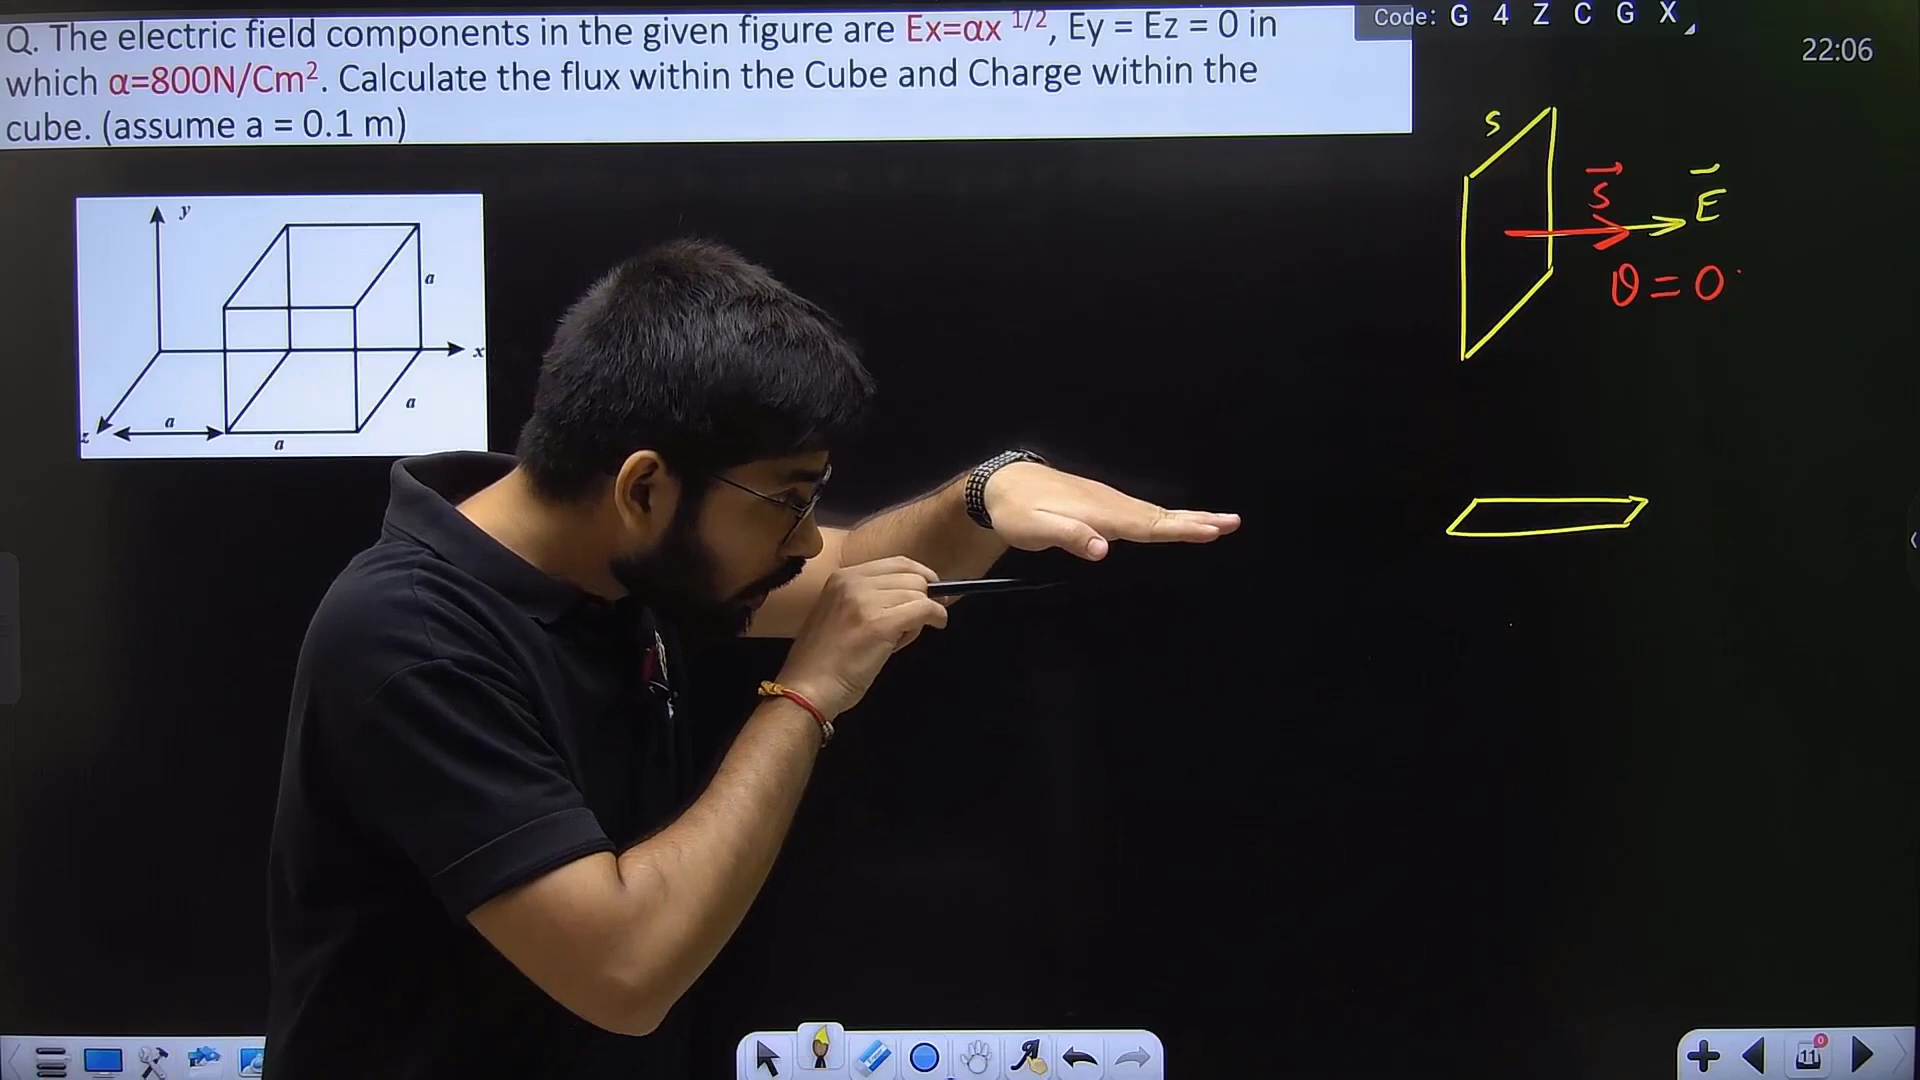 Q. The electric field components in the given figure are Ex=αx 1/2, Ey = Ez = 0 in
which α=800N/Cm². Calculate the flux within the Cube and Charge within the
cube. (assume a = 0.1 m)
Code: G 4 Z C G X
22:06
y
a
x
a
z
a
a
S
S
E
θ = 0
11
0